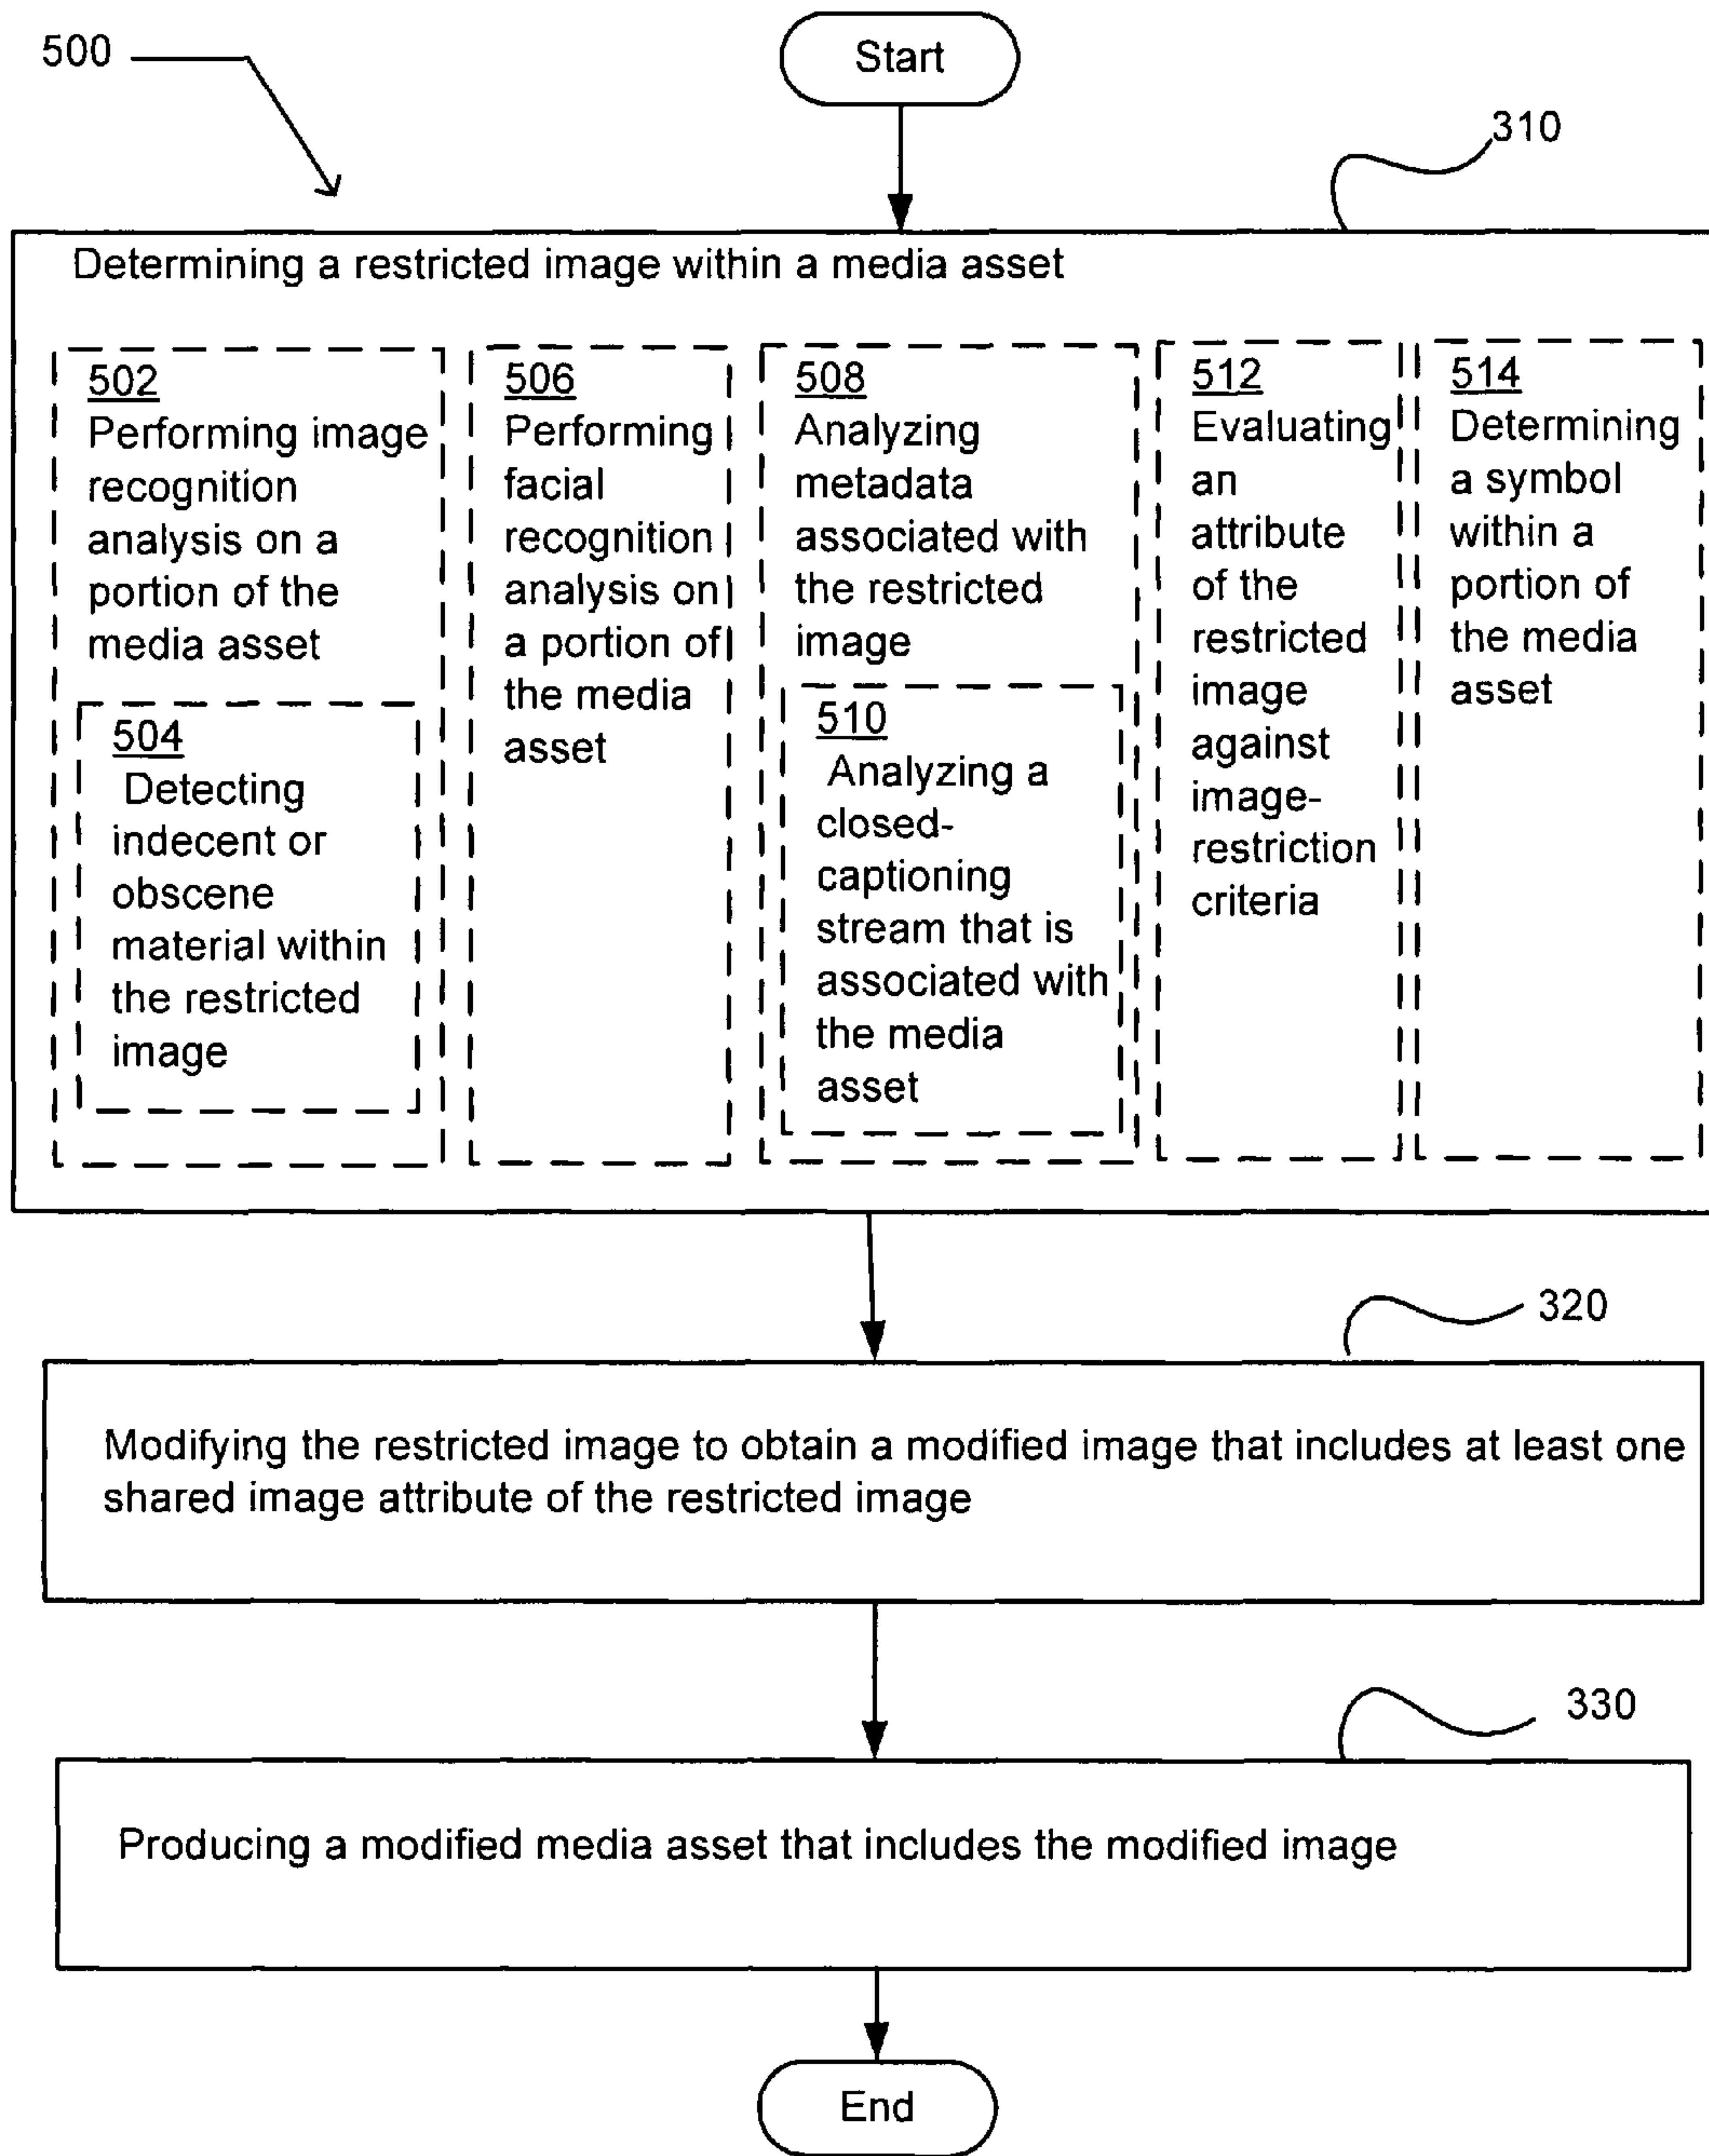 500
Start
310
Determining a restricted image within a media asset
502
Performing image
recognition
analysis on a
portion of the
media asset
504
Detecting
indecent or
obscene
material within
the restricted
image
506
Performing
facial
recognition
analysis on
a portion of
the media
asset
508
Analyzing
metadata
associated with
the restricted
image
510
Analyzing a
closed-
captioning
stream that is
associated with
the media
asset
512
Evaluating
an
attribute
of the
restricted
image
against
image-
restriction
criteria
514
Determining
a symbol
within a
portion of
the media
asset
320
Modifying the restricted image to obtain a modified image that includes at least one
shared image attribute of the restricted image
330
Producing a modified media asset that includes the modified image
End